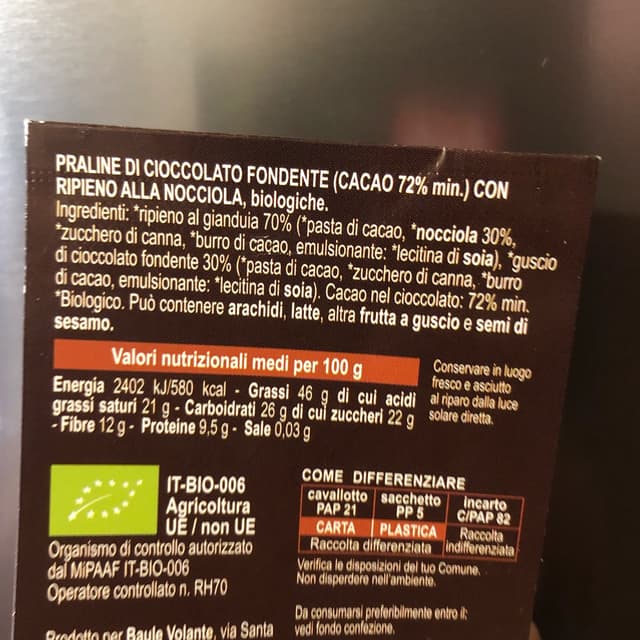 PRALINE DI CIOCCOLATO FONDENTE (CACAO 72% min.) CON
RIPIENO ALLA NOCCIOLA, biologiche.
Ingredienti: *ripieno al gianduia 70% (*pasta di cacao, *nocciola 30%,
*zucchero di canna, *burro di cacao, emulsionante: *lecitina di soia), *guscio
di cioccolato fondente 30% (*pasta di cacao, *zucchero di canna, *burro
di cacao, emulsionante: *lecitina di soia). Cacao nel cioccolato: 72% min.
*Biologico. Può contenere arachidi, latte, altra frutta a guscio e semi di
sesamo.
Valori nutrizionali medi per 100 g
Energia 2402 kJ/580 kcal - Grassi 46 g di cui acidi
grassi saturi 21 g - Carboidrati 26 g di cui zuccheri 22 g
- Fibre 12 g - Proteine 9,5 g - Sale 0,03 g
Conservare in luogo
fresco e asciutto
al riparo dalla luce
solare diretta.
IT-BIO-006
Agricoltura
UE / non UE
Organismo di controllo autorizzato
dal MiPAAF IT-BIO-006
Operatore controllato n. RH70
Prodotto per Baule Volante, via Santa
COME DIFFERENZIARE
cavallotto PAP 21
sacchetto PP 5
incarto C/PAP 82
CARTA
PLASTICA
Raccolta indifferenziata
Raccolta differenziata
Verifica le disposizioni del tuo Comune.
Non disperdere nell'ambiente.
Da consumarsi preferibilmente entro il:
vedi fondo confezione.